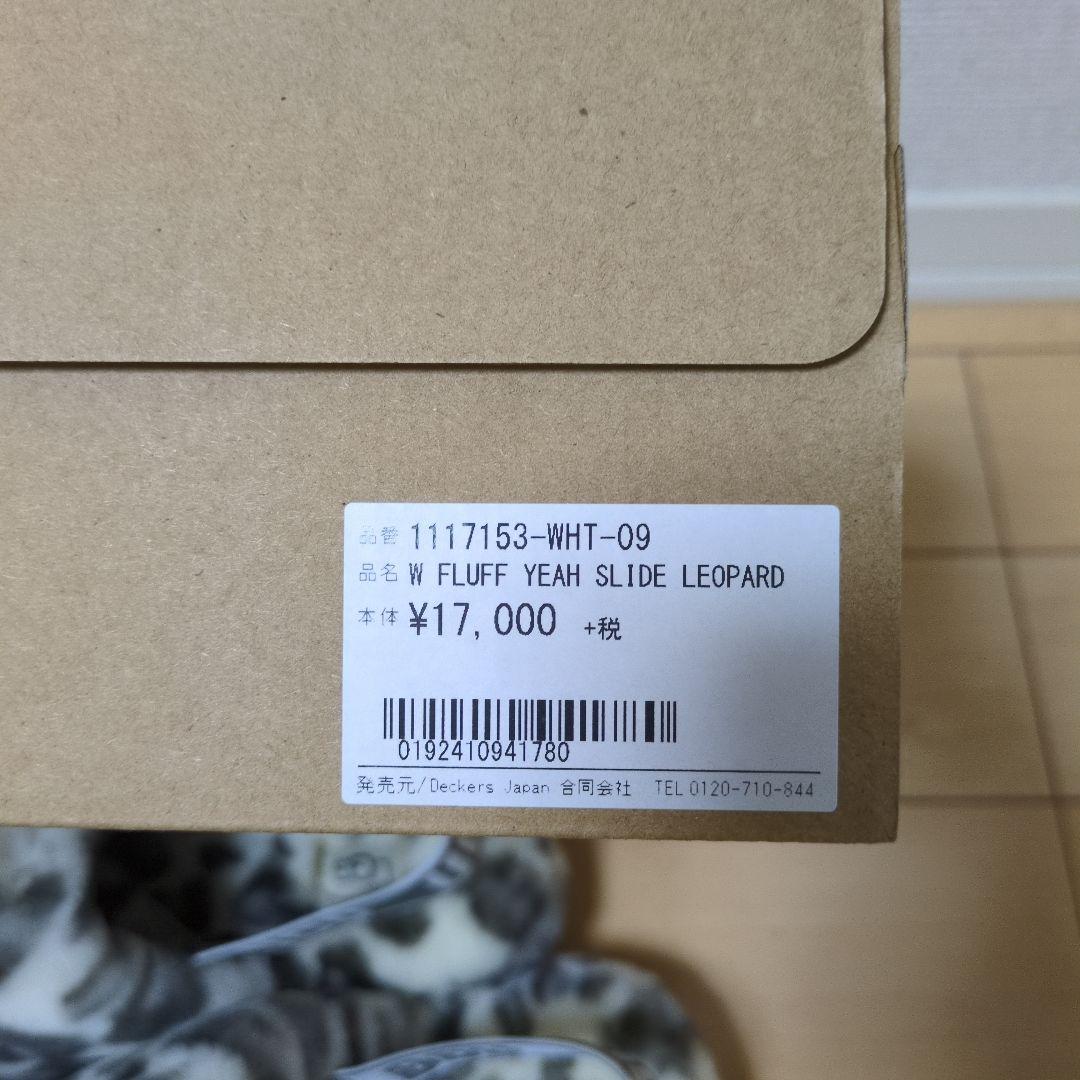 品番 1117153-WHT-09
品名 W FLUFF YEAH SLIDE LEOPARD
本体 ¥17,000 +税
0192410941780
発売元/Deckers Japan 合同会社 TEL 0120-710-844